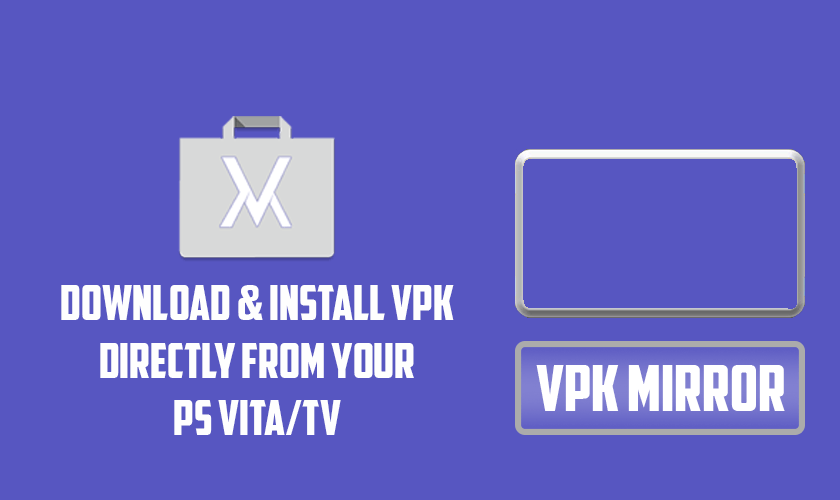 DOWNLOAD & INSTALL VPK
DIRECTLY FROM YOUR
PS VITA/TV
VPK MIRROR